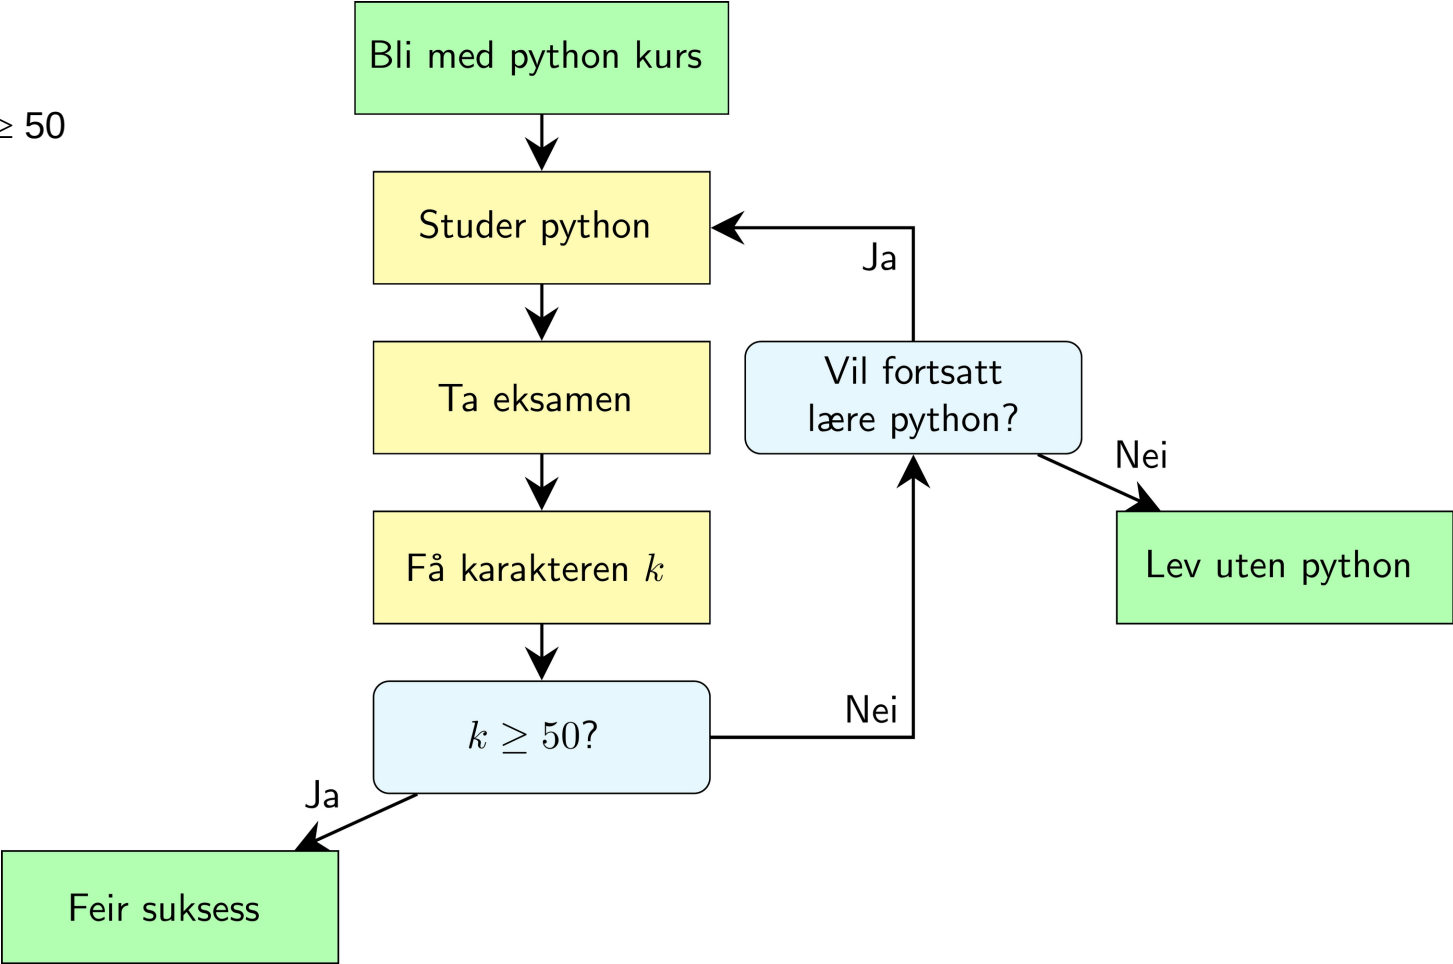 Bli med python kurs
≥ 50
Studer python
Ja
Ta eksamen
Vil fortsatt
lære python?
Nei
Få karakteren k
Lev uten python
k ≥ 50?
Nei
Ja
Feir suksess